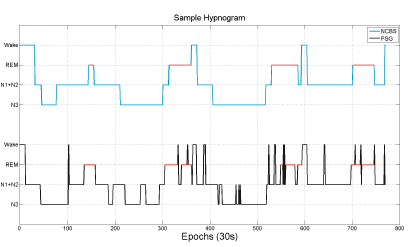 Sample Hypnogram
NCBS
PSG
Wake
REM
N1+N2
N3
Wake
REM
N1+N2
N3
0 100 200 300 400 500 600 700 800
Epochs (30s)